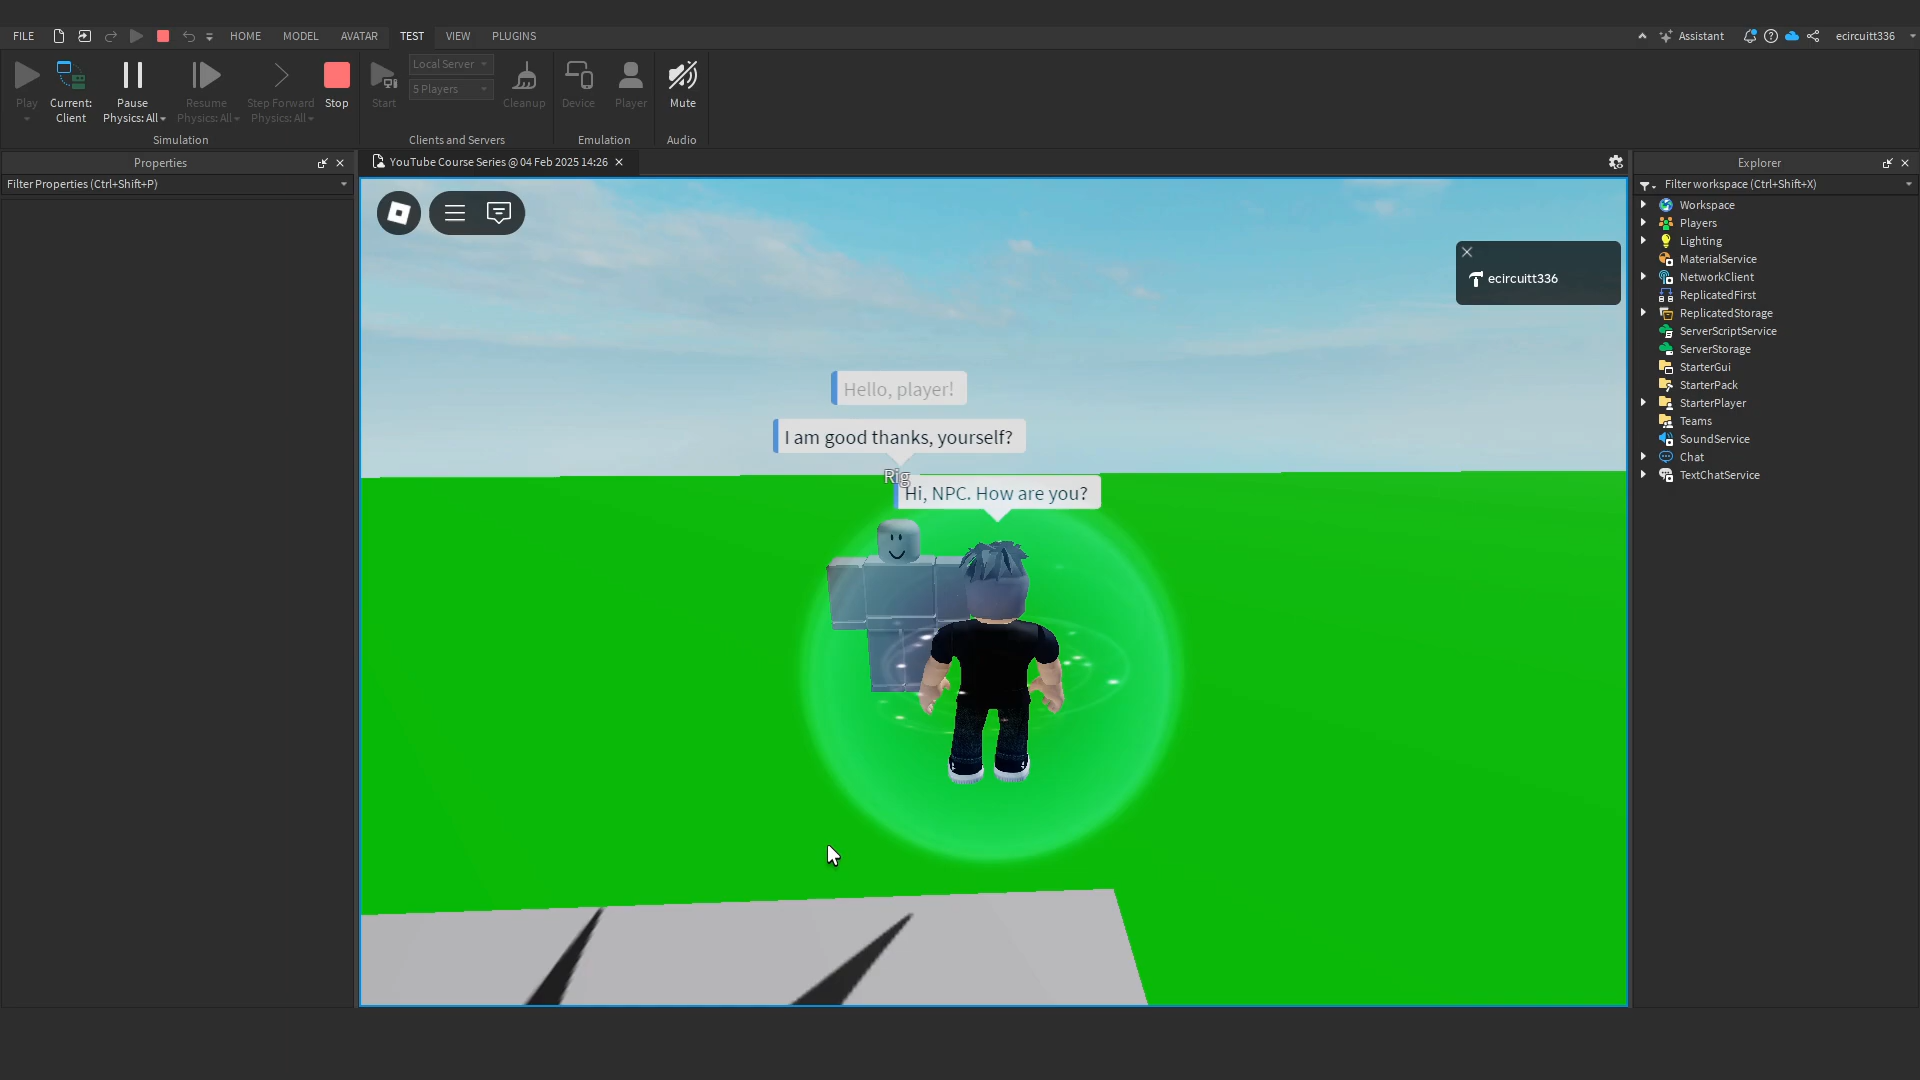 FILE
HOME
MODEL
AVATAR
TEST
VIEW
PLUGINS
Assistant
ecircuitt336
Play
Current:
Client
Pause
Physics: All
Resume
Physics: All
Step Forward
Physics: All
Stop
Start
Local Server
5 Players
Cleanup
Device
Player
Mute
Simulation
Clients and Servers
Emulation
Audio
Properties
Filter Properties (Ctrl+Shift+P)
YouTube Course Series @ 04 Feb 2025 14:26
ecircuitt336
Hello, player!
I am good thanks, yourself?
Rig
Hi, NPC. How are you?
Explorer
Filter workspace (Ctrl+Shift+X)
Workspace
Players
Lighting
MaterialService
NetworkClient
ReplicatedFirst
ReplicatedStorage
ServerScriptService
ServerStorage
StarterGui
StarterPack
StarterPlayer
Teams
SoundService
Chat
TextChatService